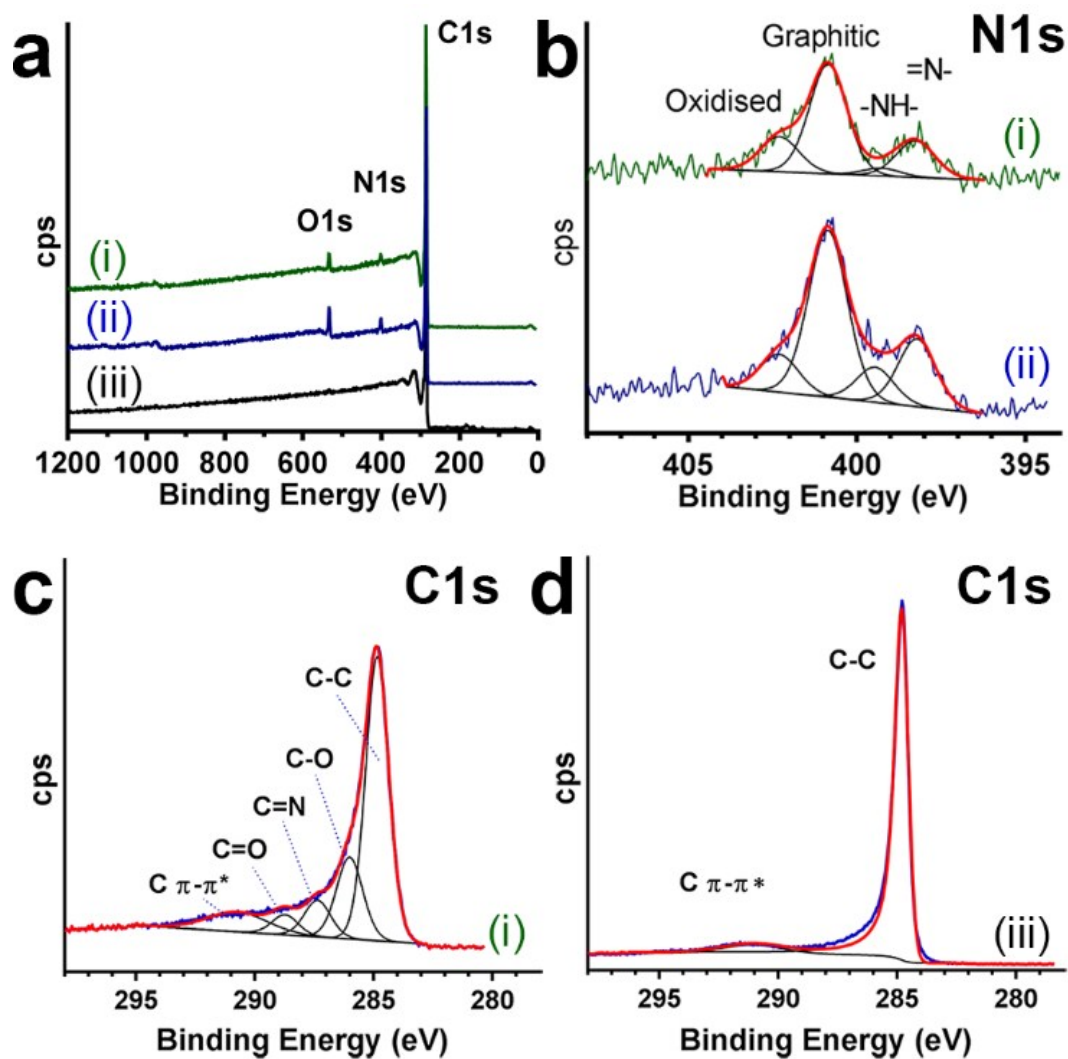 a
C1s
N1s
O1s
(i)
(ii)
(iii)
cps
1200 1000 800 600 400 200 0
Binding Energy (eV)
b
N1s
Graphitic
=N-
Oxidised
-NH-
(i)
(ii)
cps
405 400 395
Binding Energy (eV)
c
C1s
C-C
C-O
C=N
C=O
C π-π*
(i)
cps
295 290 285 280
Binding Energy (eV)
d
C1s
C-C
C π-π*
(iii)
cps
295 290 285 280
Binding Energy (eV)